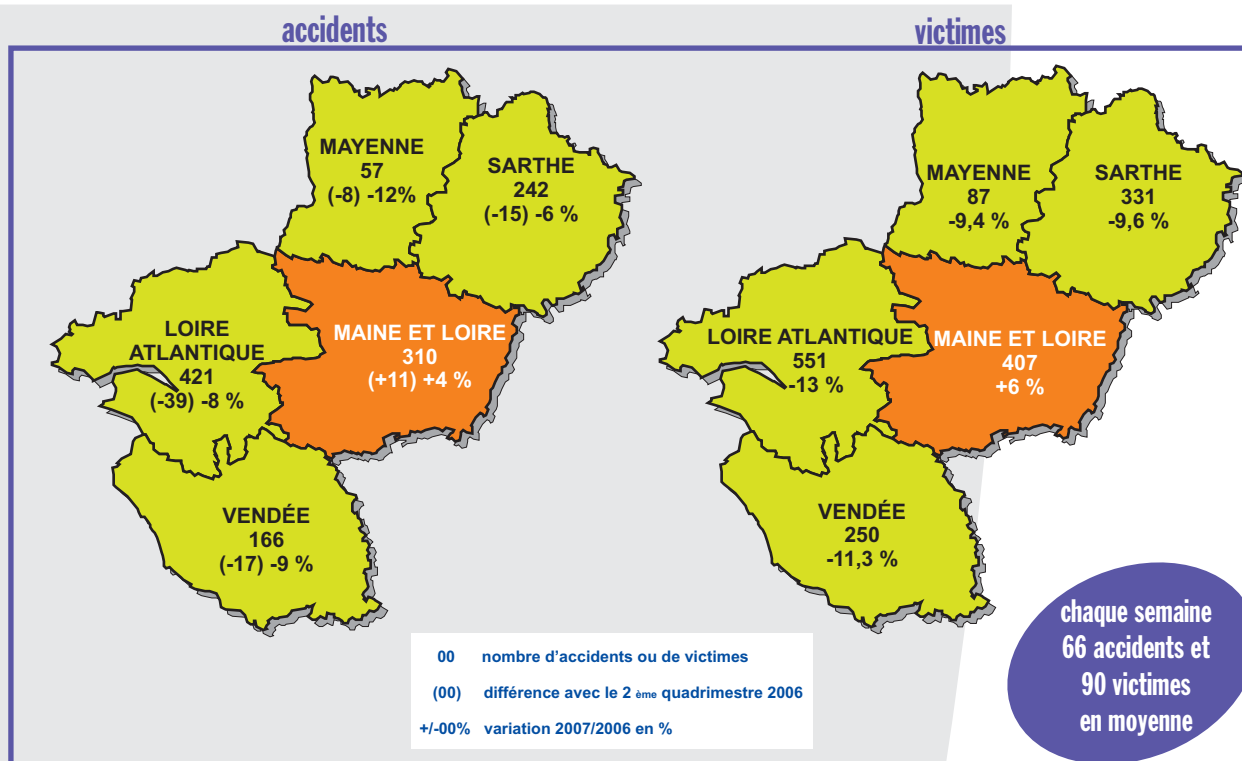 accidents
MAYENNE
57
(-8) -12%
SARTHE
242
(-15) -6 %
LOIRE
ATLANTIQUE
421
(-39) -8 %
MAINE ET LOIRE
310
(+11) +4 %
VENDÉE
166
(-17) -9 %
victimes
MAYENNE
87
-9,4 %
SARTHE
331
-9,6 %
LOIRE ATLANTIQUE
551
-13 %
MAINE ET LOIRE
407
+6 %
VENDÉE
250
-11,3 %
00 nombre d'accidents ou de victimes
(00) différence avec le 2 ème quadrimestre 2006
+/-00% variation 2007/2006 en %
chaque semaine
66 accidents et
90 victimes
en moyenne